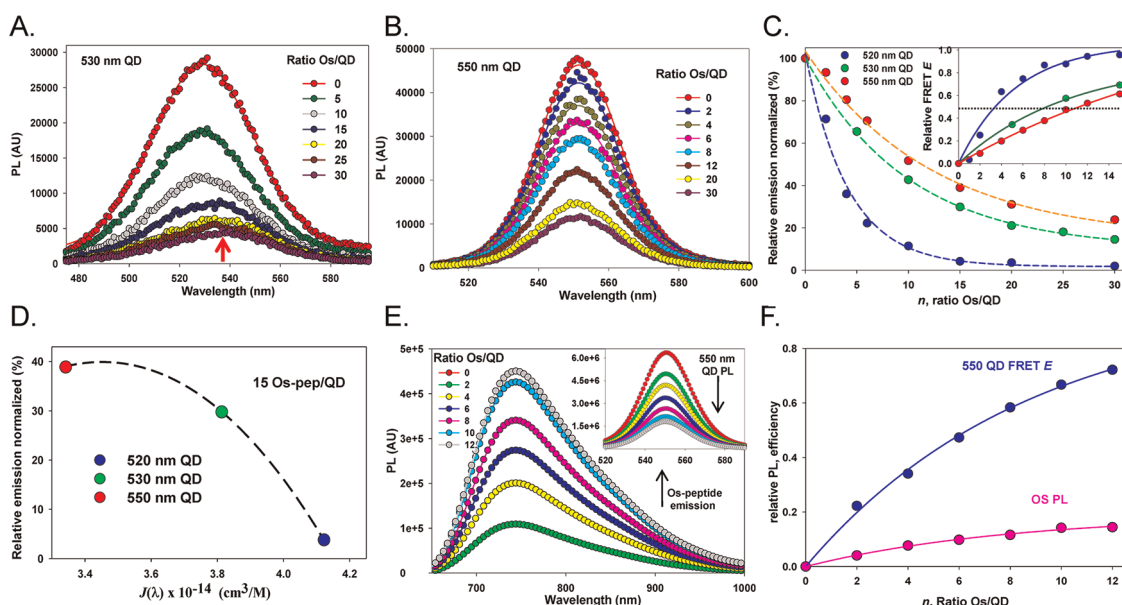 A.
530 nm QD
Ratio Os/QD
0
5
10
15
20
25
30
PL (AU)
30000
25000
20000
15000
10000
5000
0
480 500 520 540 560 580
Wavelength (nm)
B.
550 nm QD
Ratio Os/QD
0
2
4
6
8
12
20
30
PL (AU)
50000
40000
30000
20000
10000
0
520 540 560 580 600
Wavelength (nm)
C.
520 nm QD
530 nm QD
550 nm QD
Relative emission normalized (%)
100
80
60
40
20
0
0 5 10 15 20 25 30
n, ratio Os/QD
Relative FRET E
1.0
0.8
0.6
0.4
0.2
0.0
0 2 4 6 8 10 12 14
D.
15 Os-pep/QD
520 nm QD
530 nm QD
550 nm QD
Relative emission normalized (%)
50
40
30
20
10
0
3.4 3.6 3.8 4.0 4.2
J(λ) x 10-14 (cm3/M)
E.
Ratio Os/QD
0
2
4
6
8
10
12
PL (AU)
5e+5
4e+5
3e+5
2e+5
1e+5
0
700 800 900 1000
Wavelength (nm)
6.0e+6
4.5e+6
3.0e+6
1.5e+6
520 540 560 580
550 nm
QD PL
Os-peptide
emission
F.
550 QD FRET E
OS PL
relative PL, efficiency
0.8
0.6
0.4
0.2
0.0
0 2 4 6 8 10 12
n, Ratio Os/QD